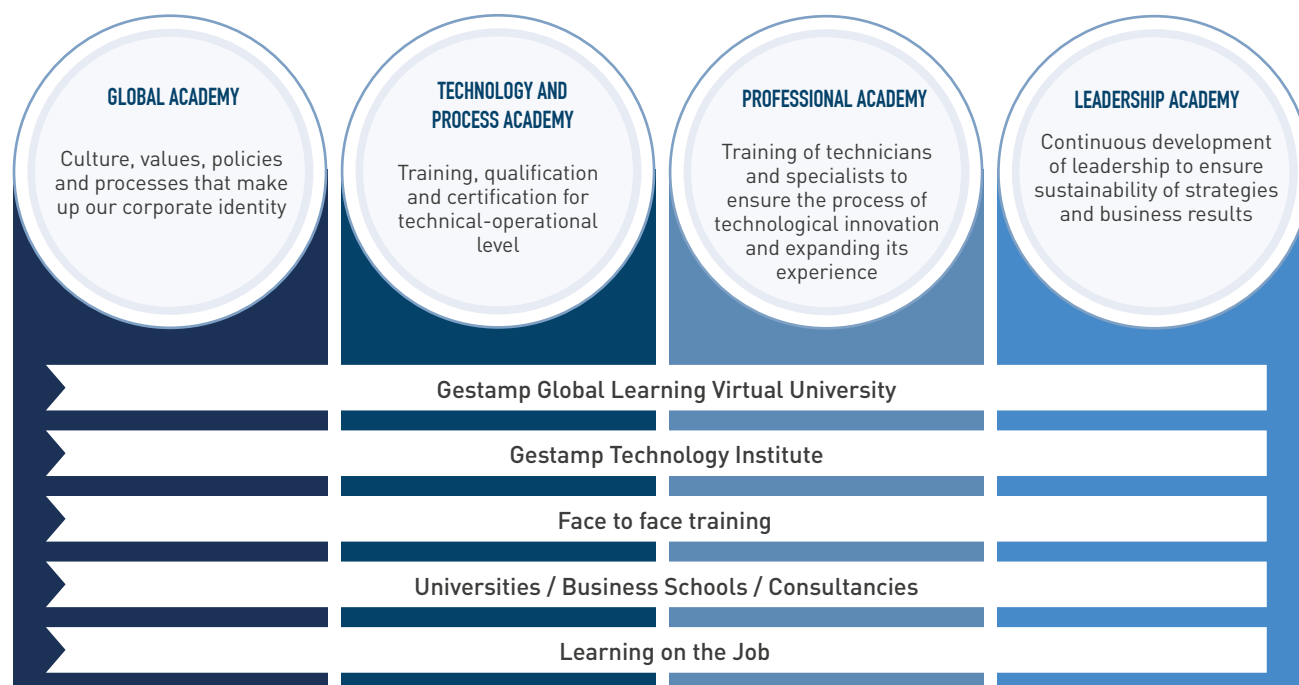 GLOBAL ACADEMY
Culture, values, policies
and processes that make
up our corporate identity
TECHNOLOGY AND
PROCESS ACADEMY
Training, qualification
and certification for
technical-operational
level
PROFESSIONAL ACADEMY
Training of technicians
and specialists to
ensure the process of
technological innovation
and expanding its
experience
LEADERSHIP ACADEMY
Continuous development
of leadership to ensure
sustainability of strategies
and business results
Gestamp Global Learning Virtual University
Gestamp Technology Institute
Face to face training
Universities / Business Schools / Consultancies
Learning on the Job